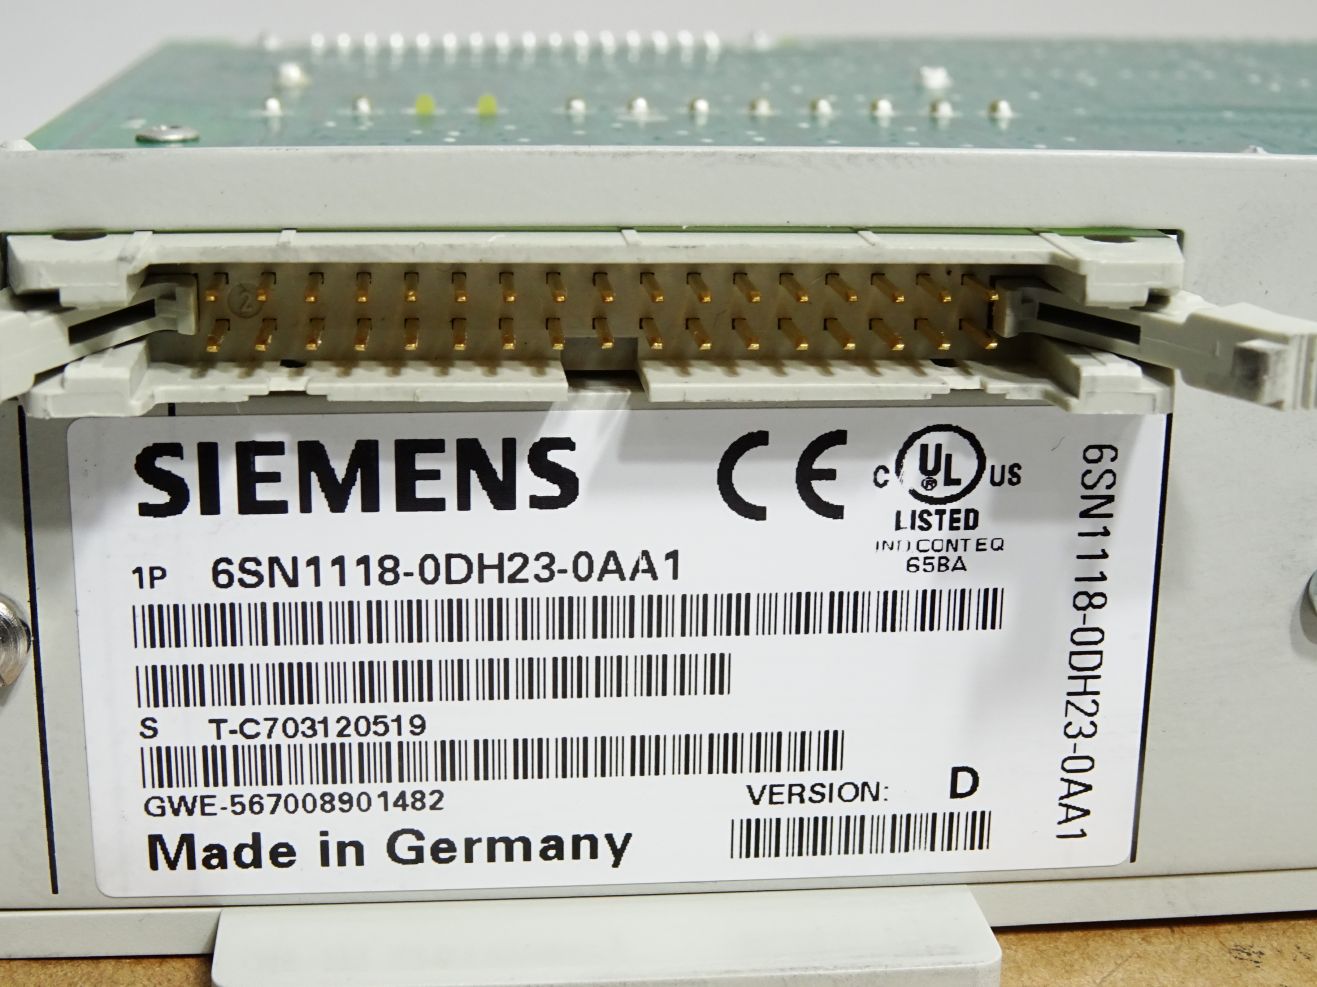 SIEMENS
CE
C UL ® US
LISTED
IND CONT EQ
65BA
1P 6SN1118-0DH23-0AA1
S T-C703120519
GWE-567008901482
VERSION: D
Made in Germany
6SN1118-0DH23-0AA1
2